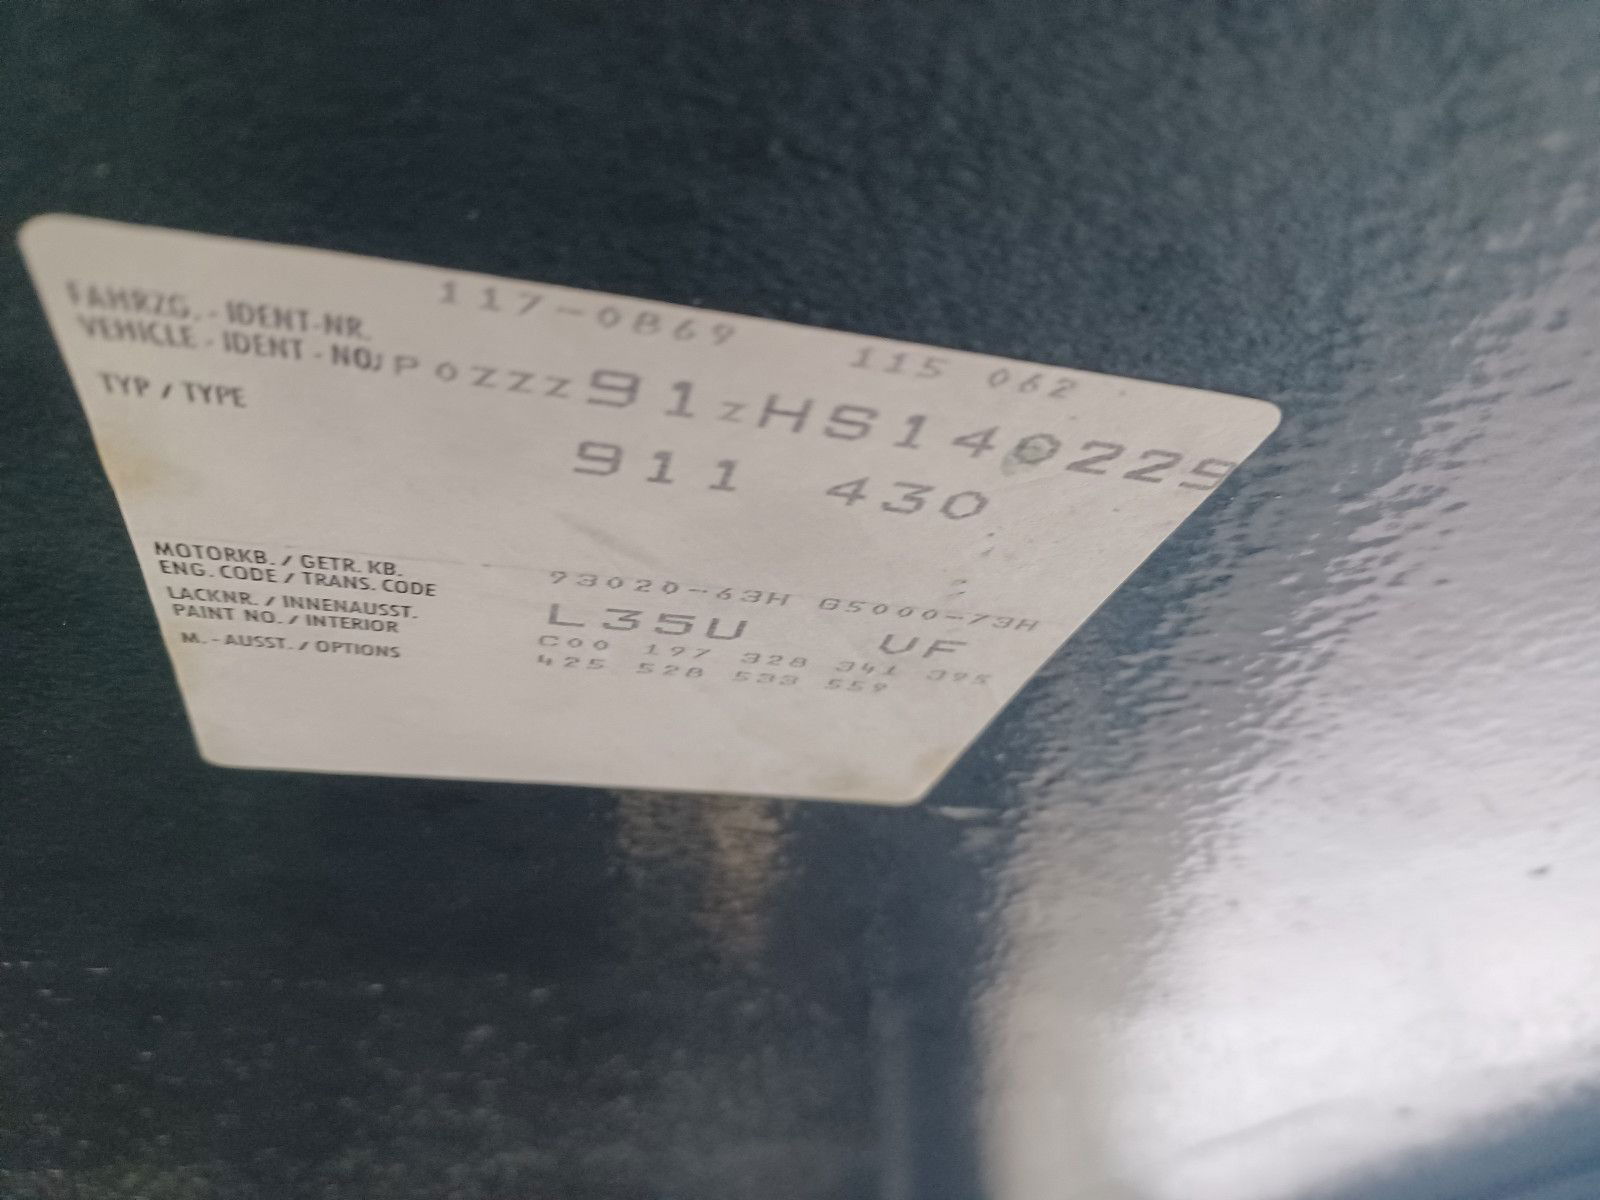 117-0869 115 062
FAHRZG.-IDENT-NR.
VEHICLE-IDENT-NO. WP0ZZZ91ZHS140229
TYP / TYPE 911 430
MOTORKB. / GETR. KB.
ENG. CODE / TRANS. CODE 93020-63H G5000-73H
LACKNR. / INNENAUSST.
PAINT NO. / INTERIOR L35U VF
M.-AUSST. / OPTIONS C00 197 328 341 395
425 528 533 559